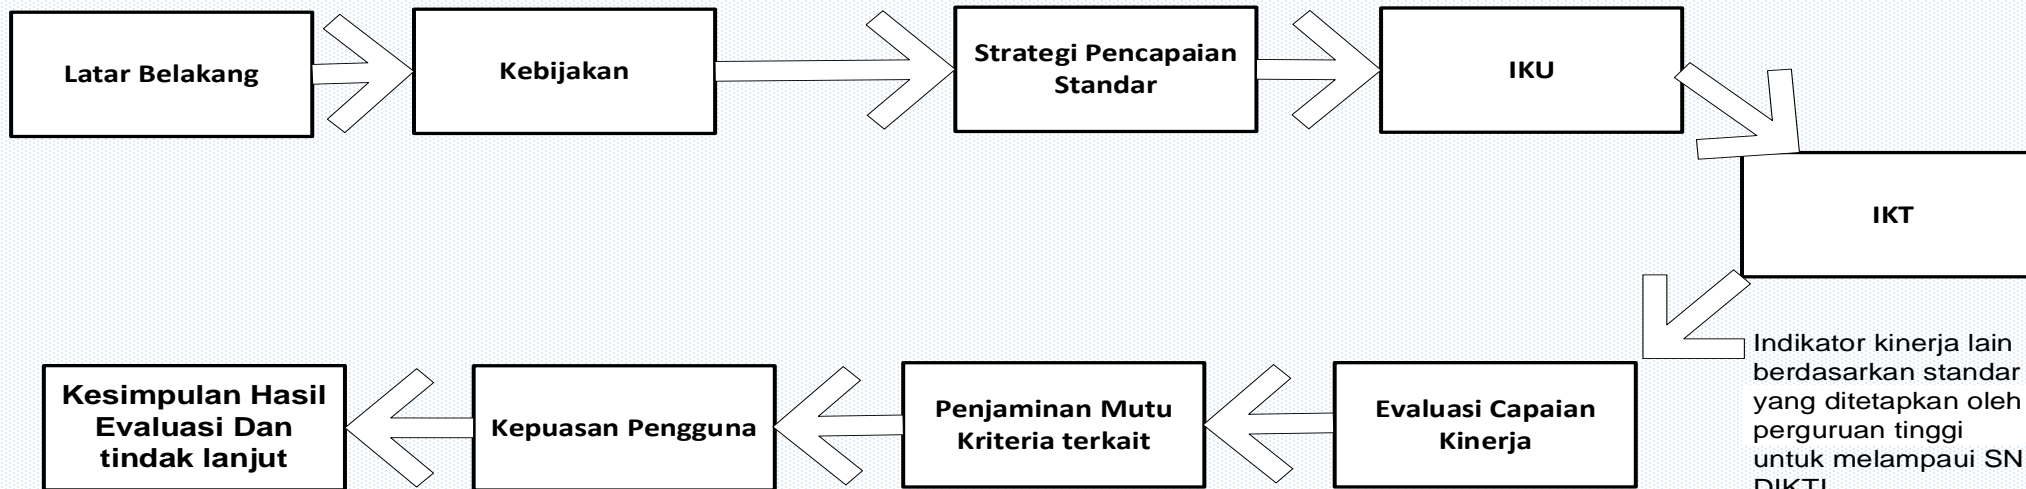 Latar Belakang
Kebijakan
Strategi Pencapaian
Standar
IKU
IKT
Indikator kinerja lain
berdasarkan standar
yang ditetapkan oleh
perguruan tinggi
untuk melampaui SN
DIKTI
Evaluasi Capaian
Kinerja
Penjaminan Mutu
Kriteria terkait
Kepuasan Pengguna
Kesimpulan Hasil
Evaluasi Dan
tindak lanjut